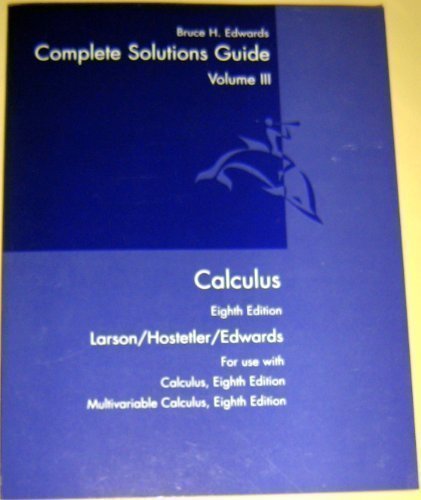 Bruce H. Edwards
Complete Solutions Guide
Volume III
Calculus
Eighth Edition
Larson/Hostetler/Edwards
For use with
Calculus, Eighth Edition
Multivariable Calculus, Eighth Edition